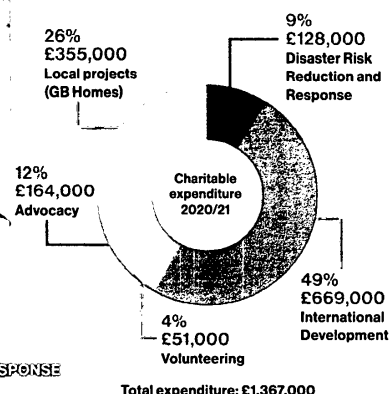 9%
£128,000
Disaster Risk
Reduction and
Response
26%
£355,000
Local projects
(GB Homes)
Charitable
expenditure
2020/21
12%
£164,000
Advocacy
49%
£669,000
International
Development
4%
£51,000
Volunteering
SPONSE
Total expenditure: £1,367,000